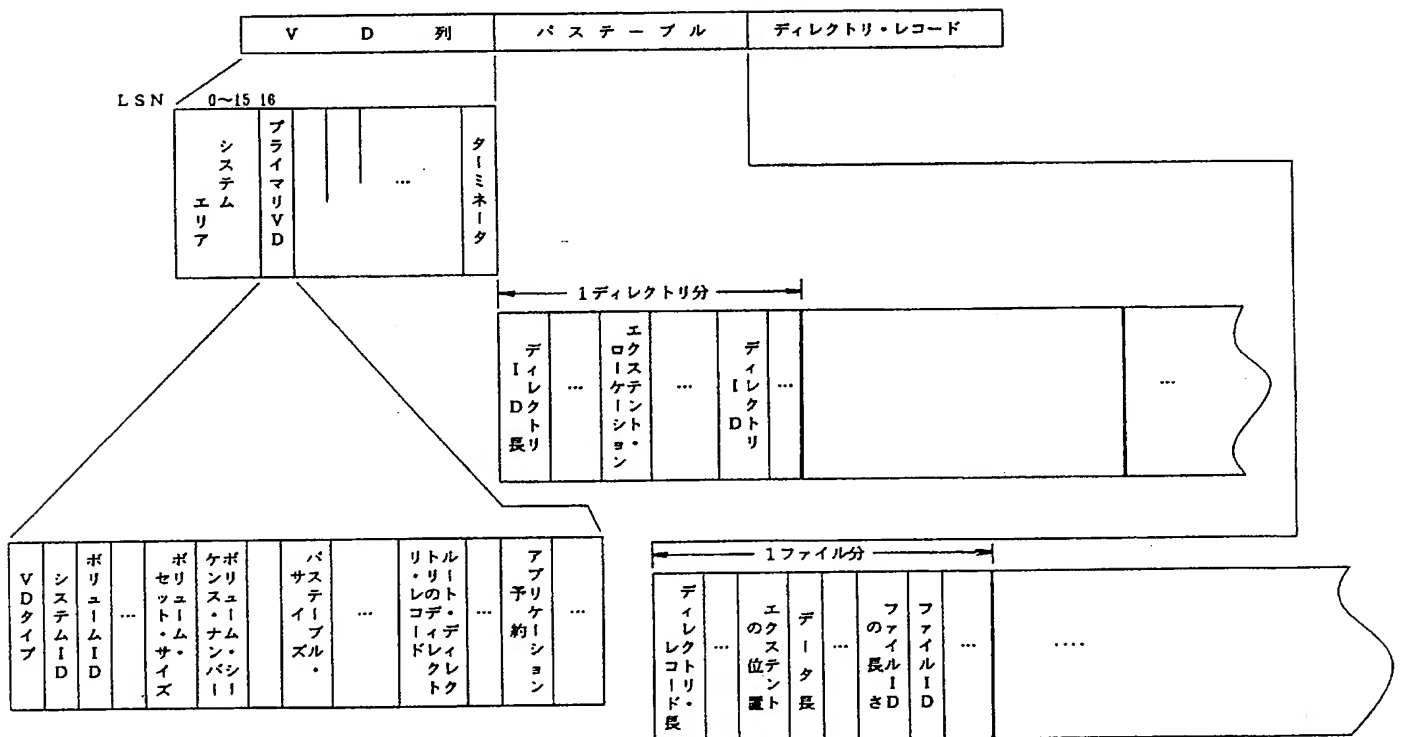 VD列
パステーブル
ディレクトリ・レコード
LSN 0〜15 16
システム
エリア
プライマリVD
...
ターミネータ
1ディレクトリ分
ディレクトリ
ID長
...
エクステント・
ローケーション
...
ディレクトリ
ID
...
...
VDタイプ
システムID
ボリュームID
...
ボリューム・
セット・サイズ
ボリューム・シー
ケンス・ナンバー
パステーブル・
サイズ
...
ルート・ディレク
トリのディレクト
リ・レコード
...
アプリケーション
予約
...
1ファイル分
ディレクトリ・
レコード長
...
エクステント
の位置
データ長
...
ファイルID
の長さ
ファイルID
...
....